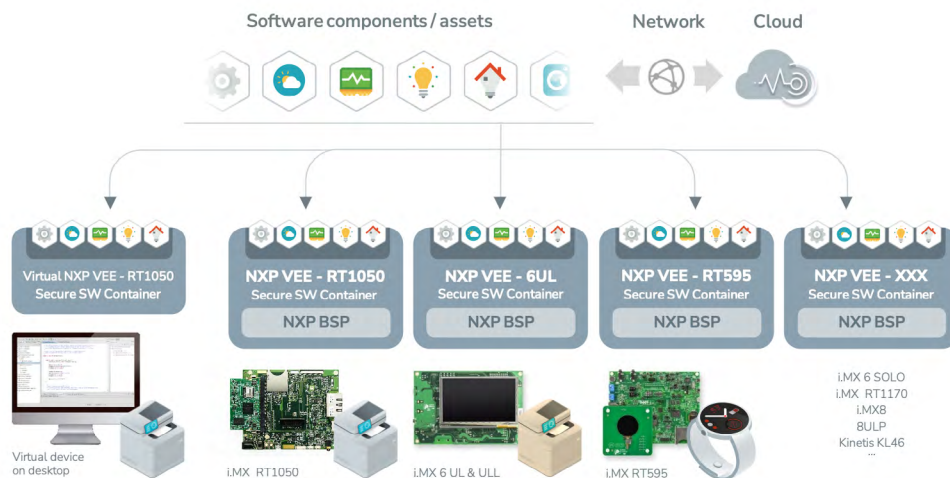 Software components / assets
Network
Cloud
Virtual NXP VEE - RT1050
Secure SW Container
NXP VEE - RT1050
Secure SW Container
NXP BSP
NXP VEE - 6UL
Secure SW Container
NXP BSP
NXP VEE - RT595
Secure SW Container
NXP BSP
NXP VEE - XXX
Secure SW Container
NXP BSP
Virtual device
on desktop
i.MX RT1050
i.MX 6 UL & ULL
i.MX RT595
i.MX 6 SOLO
i.MX RT1170
i.MX8
8ULP
Kinetis KL46
...